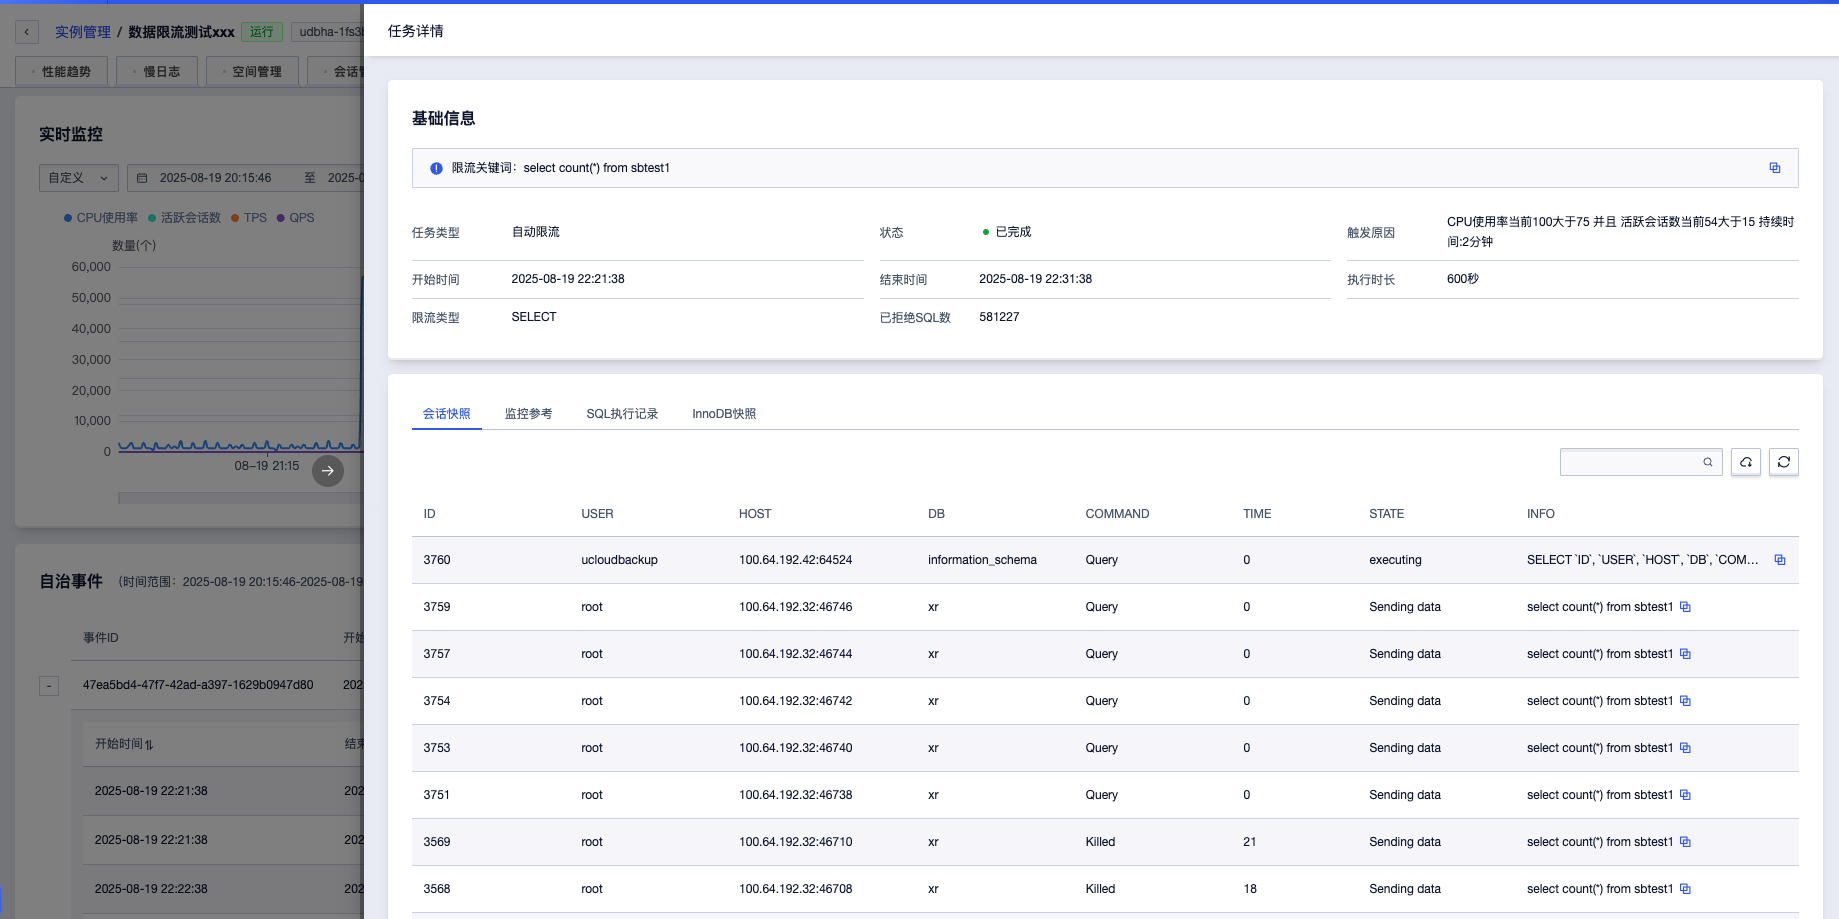 实例管理 / 数据限流测试xxx 运行 udbha-1fs3
性能趋势 慢日志 空间管理 会话
实时监控
自定义 2025-08-19 20:15:46 至 2025-0
CPU使用率 活跃会话数 TPS QPS
数量(个)
60,000
50,000
40,000
30,000
20,000
10,000
0
08-19 21:15
自治事件 (时间范围：2025-08-19 20:15:46-2025-08-19
事件ID 开始
- 47ea5bd4-47f7-42ad-a397-1629b0947d80 202
开始时间 结束
2025-08-19 22:21:38 202
2025-08-19 22:21:38 202
2025-08-19 22:22:38 202
任务详情
基础信息
限流关键词：select count(*) from sbtest1
任务类型 自动限流 状态 已完成 触发原因 CPU使用率当前100大于75 并且 活跃会话数当前54大于15 持续时
间:2分钟
开始时间 2025-08-19 22:21:38 结束时间 2025-08-19 22:31:38 执行时长 600秒
限流类型 SELECT 已拒绝SQL数 581227
会话快照 监控参考 SQL执行记录 InnoDB快照
ID USER HOST DB COMMAND TIME STATE INFO
3760 ucloudbackup 100.64.192.42:64524 information_schema Query 0 executing SELECT `ID`, `USER`, `HOST`, `DB`, `COM...
3759 root 100.64.192.32:46746 xr Query 0 Sending data select count(*) from sbtest1
3757 root 100.64.192.32:46744 xr Query 0 Sending data select count(*) from sbtest1
3754 root 100.64.192.32:46742 xr Query 0 Sending data select count(*) from sbtest1
3753 root 100.64.192.32:46740 xr Query 0 Sending data select count(*) from sbtest1
3751 root 100.64.192.32:46738 xr Query 0 Sending data select count(*) from sbtest1
3569 root 100.64.192.32:46710 xr Killed 21 Sending data select count(*) from sbtest1
3568 root 100.64.192.32:46708 xr Killed 18 Sending data select count(*) from sbtest1